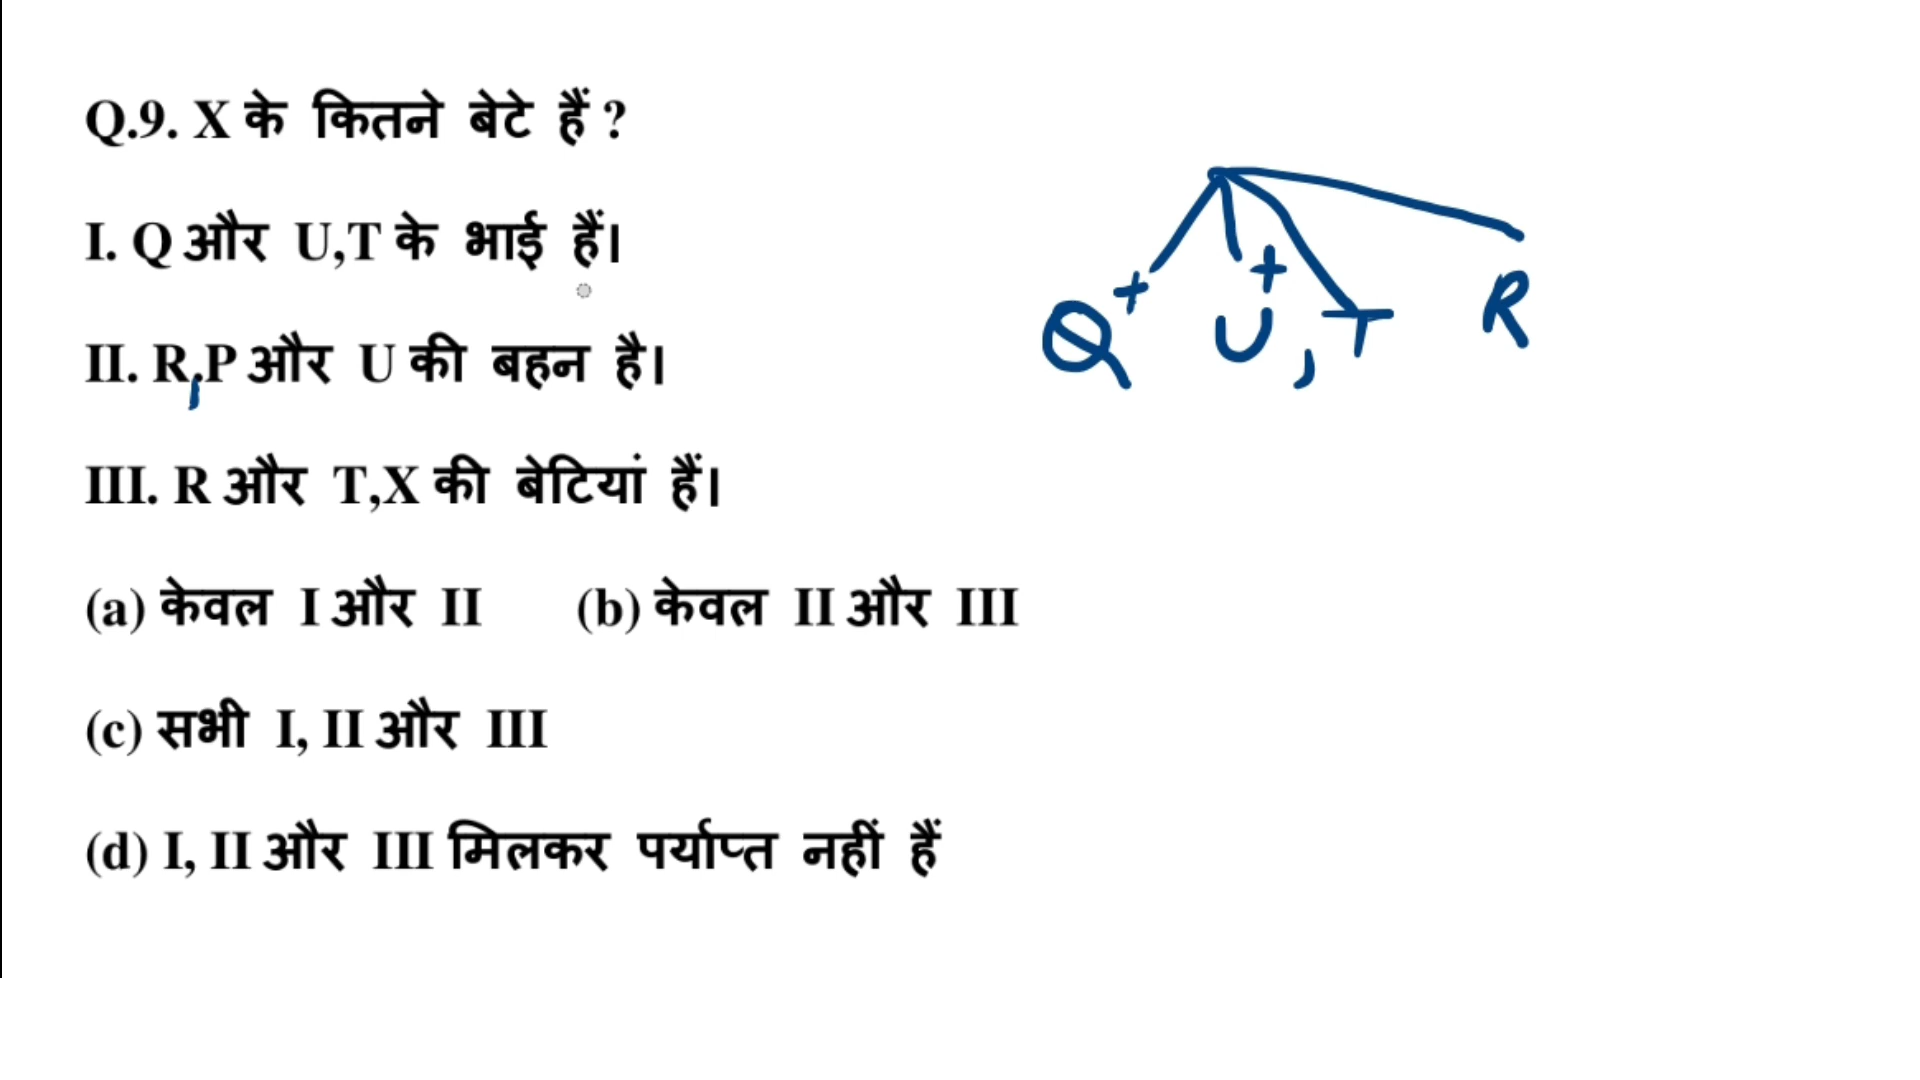 Q.9. X के कितने बेटे हैं ?
I. Q और U,T के भाई हैं।
II. R,P और U की बहन है।
III. R और T,X की बेटियां हैं।
(a) केवल I और II (b) केवल II और III
(c) सभी I, II और III
(d) I, II और III मिलकर पर्याप्त नहीं हैं
Q+ U+ , T R